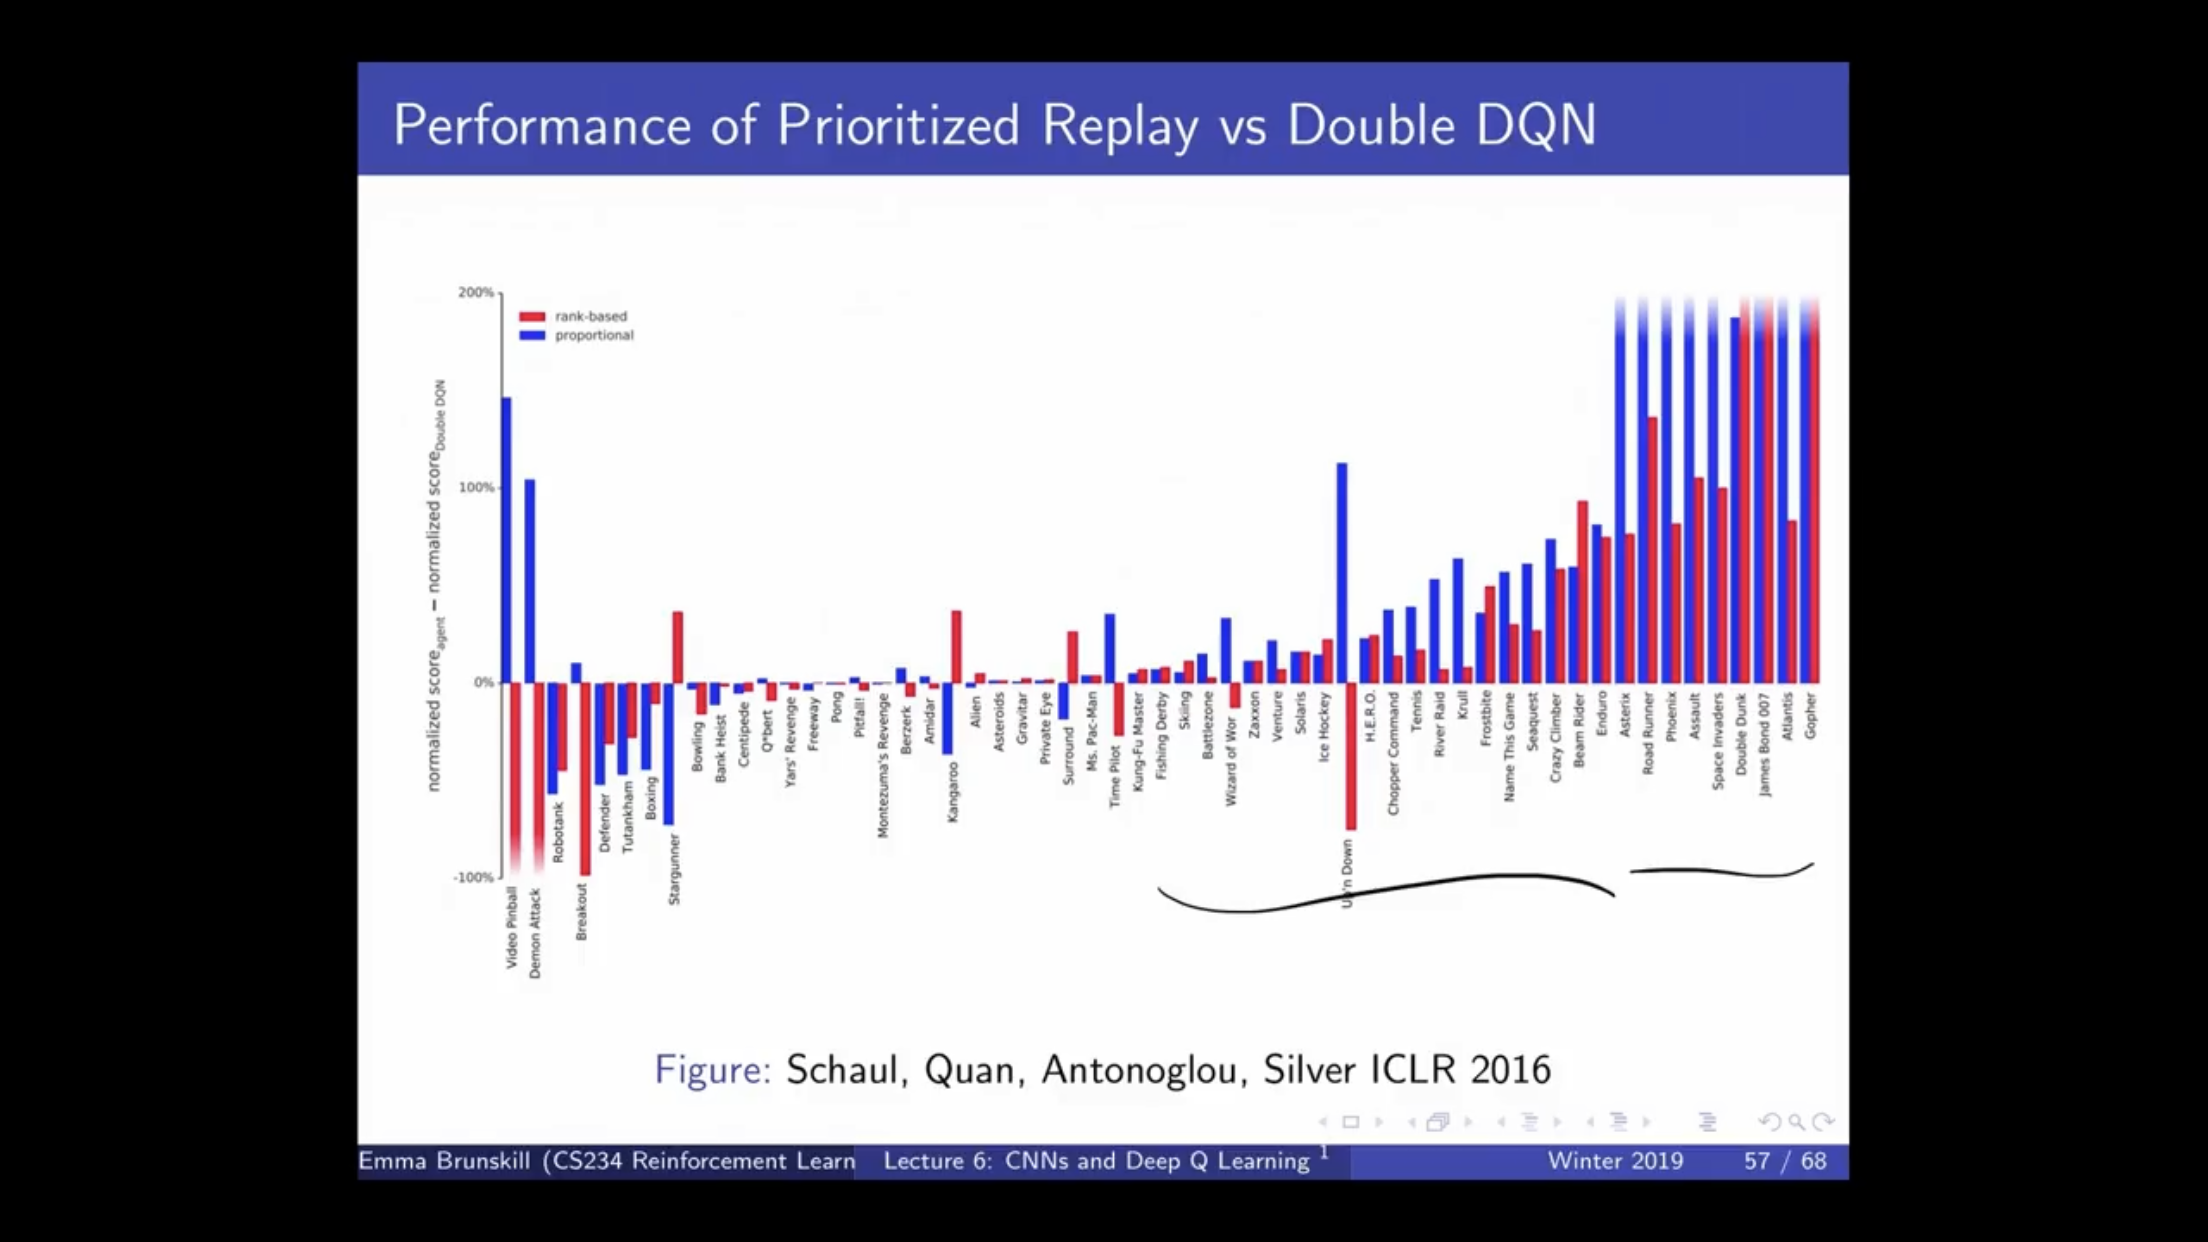 Performance of Prioritized Replay vs Double DQN
200%
rank-based
proportional
100%
0%
-100%
normalized score_agent − normalized score_Double DQN
Video Pinball
Demon Attack
Robotank
Breakout
Defender
Tutankham
Boxing
Stargunner
Bowling
Bank Heist
Centipede
Q*bert
Yars' Revenge
Freeway
Pong
Pitfall!
Montezuma's Revenge
Berzerk
Amidar
Kangaroo
Alien
Asteroids
Gravitar
Private Eye
Surround
Ms. Pac-Man
Time Pilot
Kung-Fu Master
Fishing Derby
Skiing
Battlezone
Wizard of Wor
Zaxxon
Venture
Solaris
Ice Hockey
Up'n Down
H.E.R.O.
Chopper Command
Tennis
River Raid
Krull
Frostbite
Name This Game
Seaquest
Crazy Climber
Beam Rider
Enduro
Asterix
Road Runner
Phoenix
Assault
Space Invaders
Double Dunk
James Bond 007
Atlantis
Gopher
Figure: Schaul, Quan, Antonoglou, Silver ICLR 2016
Emma Brunskill (CS234 Reinforcement Learn
Lecture 6: CNNs and Deep Q Learning 1
Winter 2019
57 / 68